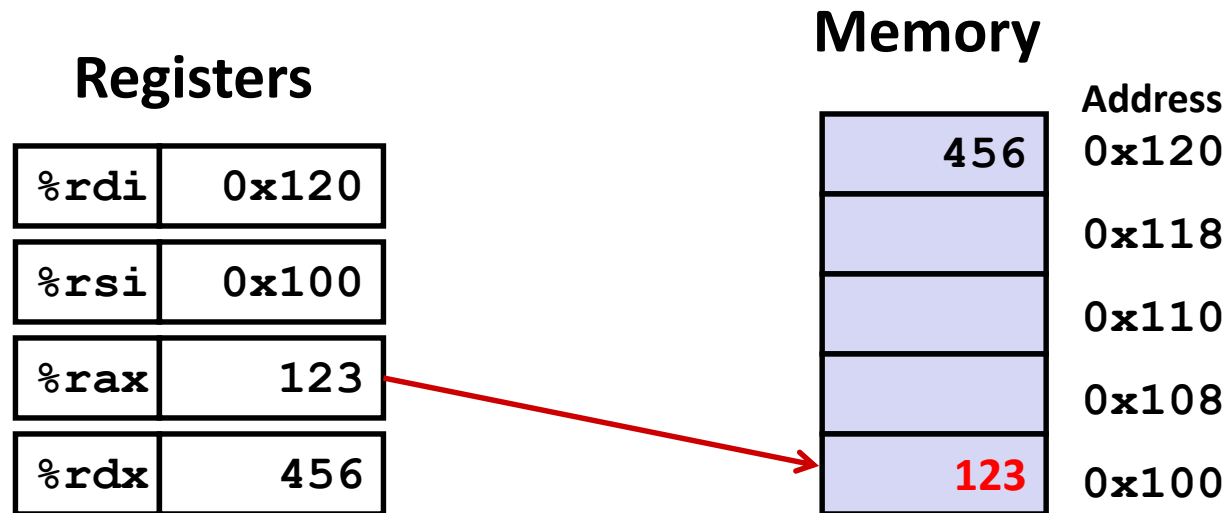 Registers
%rdi 0x120
%rsi 0x100
%rax 123
%rdx 456
Memory
Address
456 0x120
0x118
0x110
0x108
123 0x100